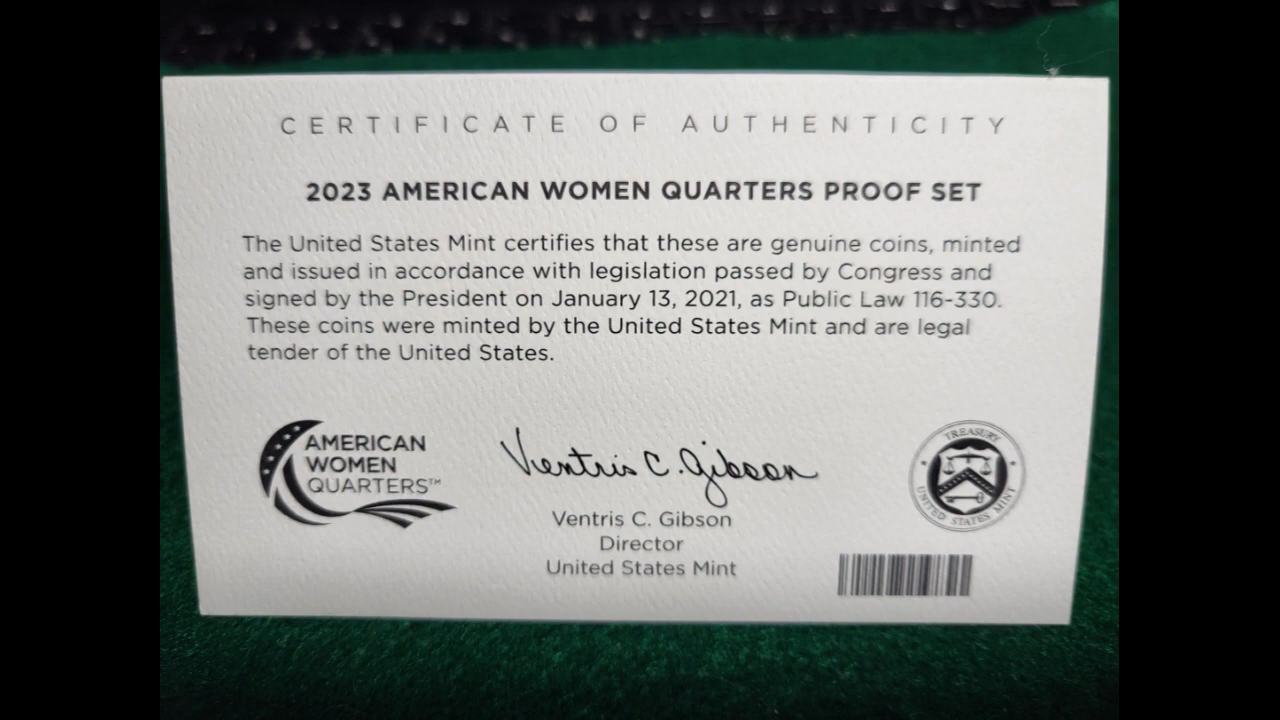 CERTIFICATE OF AUTHENTICITY
2023 AMERICAN WOMEN QUARTERS PROOF SET
The United States Mint certifies that these are genuine coins, minted
and issued in accordance with legislation passed by Congress and
signed by the President on January 13, 2021, as Public Law 116-330.
These coins were minted by the United States Mint and are legal
tender of the United States.
AMERICAN
WOMEN
QUARTERS™
Ventris C. Gibson
Ventris C. Gibson
Director
United States Mint
TREASURY
UNITED STATES MINT